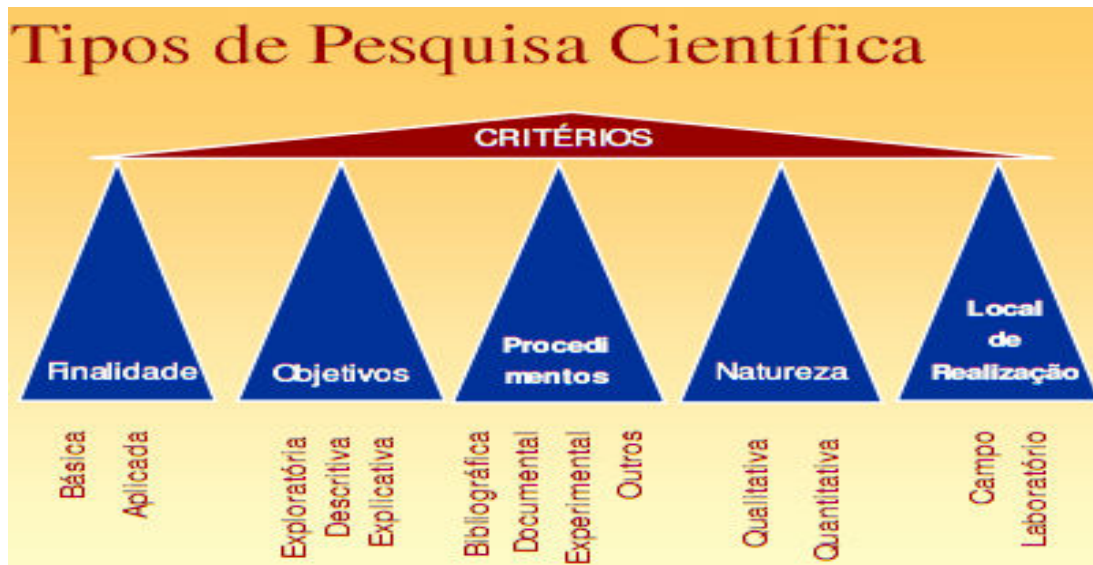 Tipos de Pesquisa Científica
CRITÉRIOS
Finalidade
Objetivos
Procedi
mentos
Natureza
Local
de
Realização
Básica
Aplicada
Exploratória
Descritiva
Explicativa
Bibliográfica
Documental
Experimental
Outros
Qualitativa
Quantitativa
Campo
Laboratório